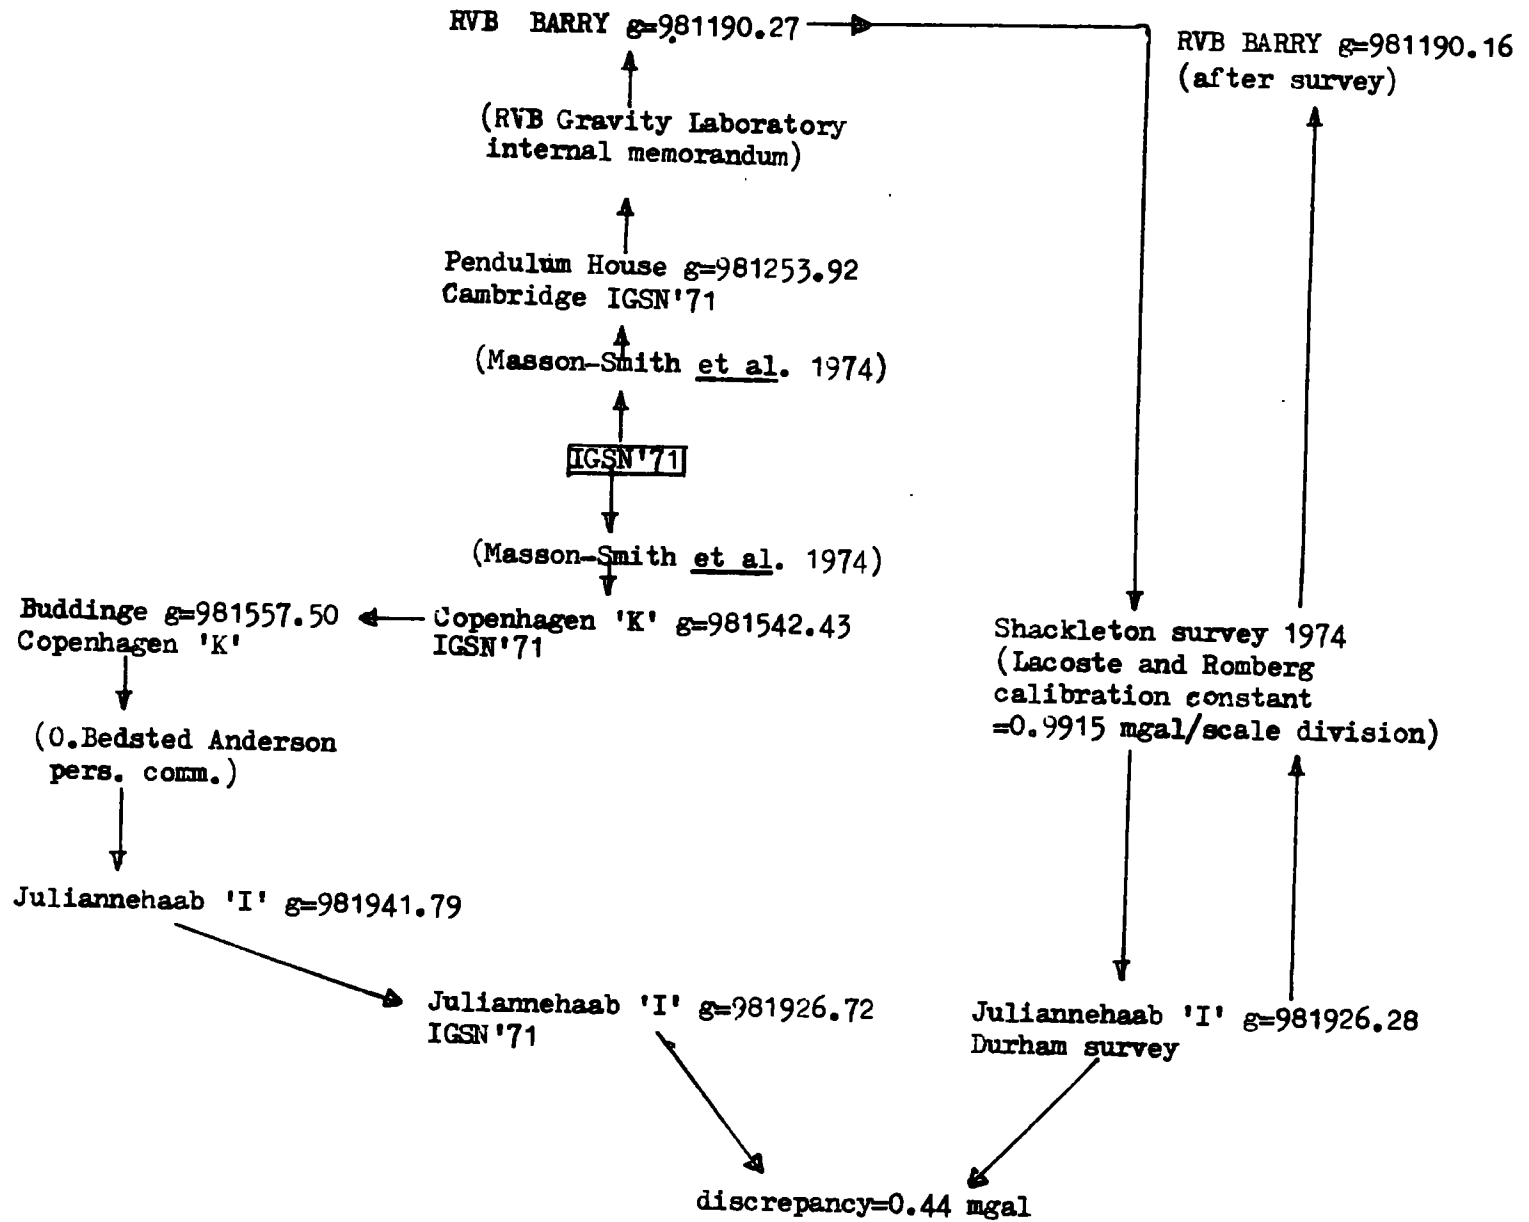 RVB BARRY g=981190.27
RVB BARRY g=981190.16
(after survey)
(RVB Gravity Laboratory
internal memorandum)
Pendulum House g=981253.92
Cambridge IGSN'71
(Masson-Smith et al. 1974)
IGSN'71
(Masson-Smith et al. 1974)
Buddinge g=981557.50
Copenhagen 'K'
Copenhagen 'K' g=981542.43
IGSN'71
Shackleton survey 1974
(Lacoste and Romberg
calibration constant
=0.9915 mgal/scale division)
(O.Bedsted Anderson
pers. comm.)
Juliannehaab 'I' g=981941.79
Juliannehaab 'I' g=981926.72
IGSN'71
Juliannehaab 'I' g=981926.28
Durham survey
discrepancy=0.44 mgal